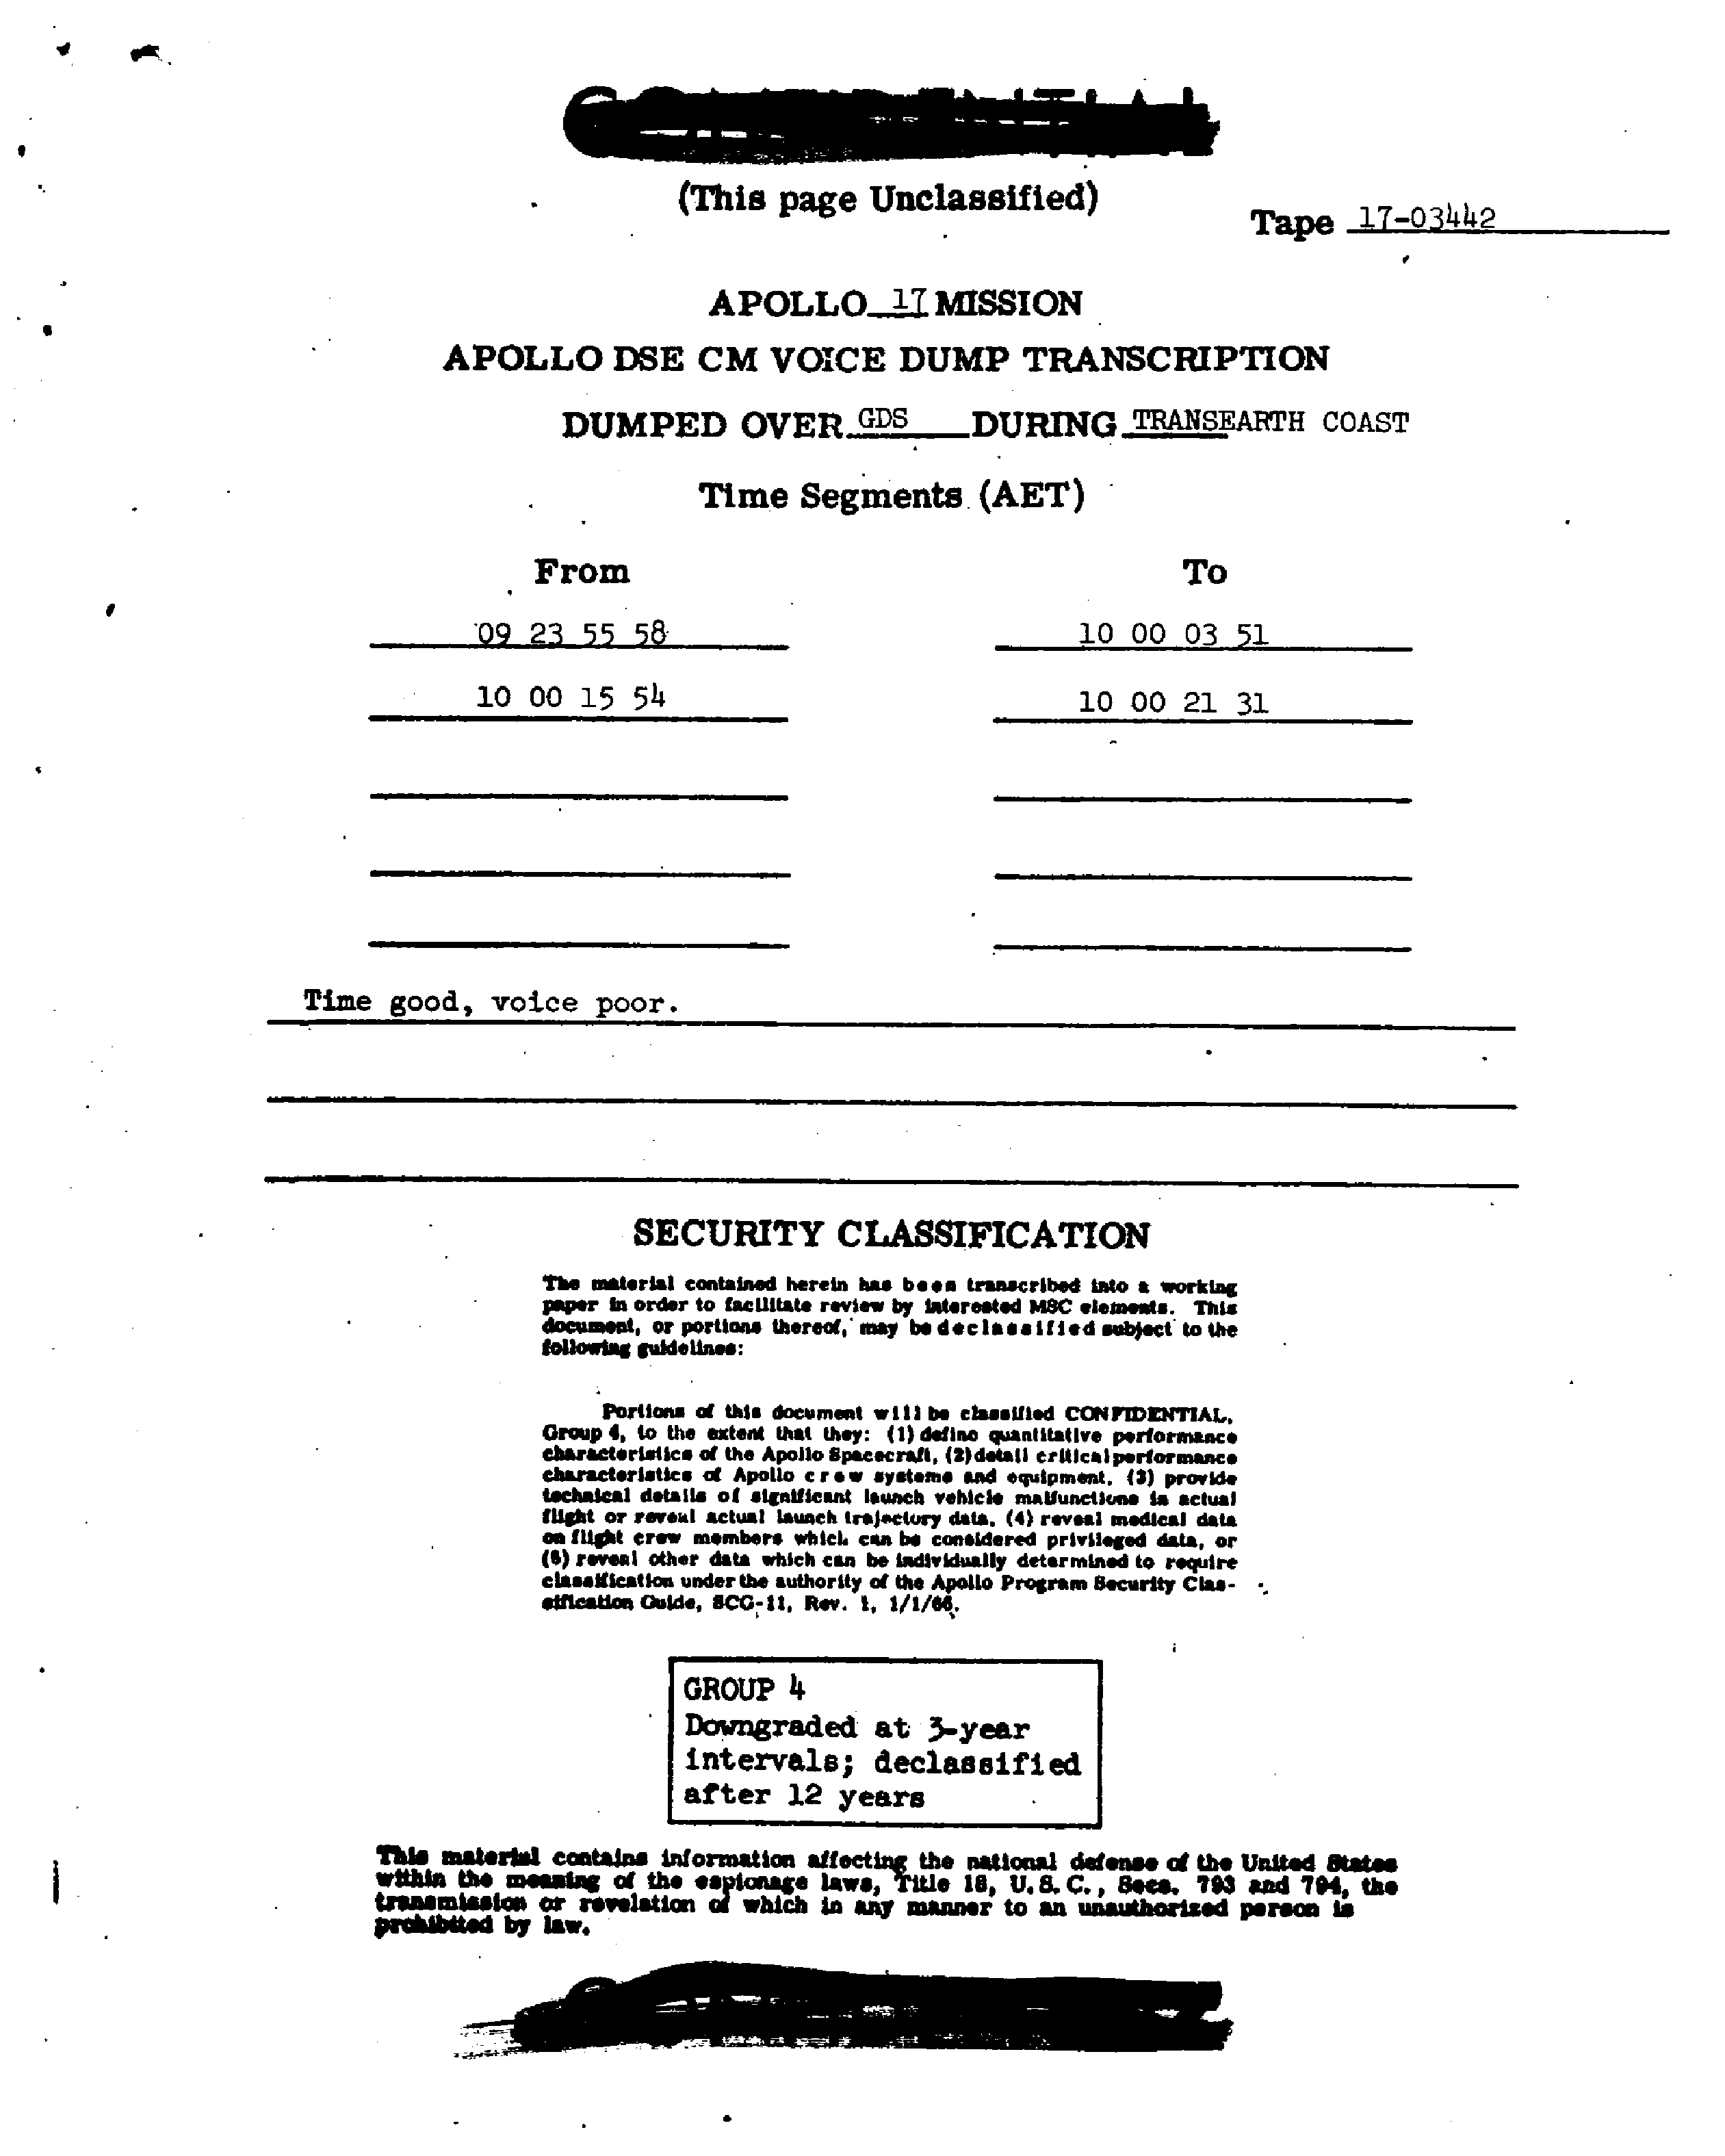 (This page Unclassified)
Tape 17-03442
APOLLO 17 MISSION
APOLLO DSE CM VOICE DUMP TRANSCRIPTION
DUMPED OVER GDS DURING TRANSEARTH COAST
Time Segments (AET)
From To
09 23 55 58 10 00 03 51
10 00 15 54 10 00 21 31
Time good, voice poor.
SECURITY CLASSIFICATION
The material contained herein has been transcribed into a working
paper in order to facilitate review by interested MSC elements. This
document, or portions thereof, may be declassified subject to the
following guidelines:
Portions of this document will be classified CONFIDENTIAL,
Group 4, to the extent that they: (1) define quantitative performance
characteristics of the Apollo Spacecraft, (2) detail critical performance
characteristics of Apollo crew systems and equipment, (3) provide
technical details of significant launch vehicle malfunctions in actual
flight or reveal actual launch trajectory data, (4) reveal medical data
on flight crew members which can be considered privileged data, or
(5) reveal other data which can be individually determined to require
classification under the authority of the Apollo Program Security Clas-
sification Guide, SCG-11, Rev. 1, 1/1/66.
GROUP 4
Downgraded at 3-year
intervals; declassified
after 12 years
This material contains information affecting the national defense of the United States
within the meaning of the espionage laws, Title 18, U.S.C., Secs. 793 and 794, the
transmission or revelation of which in any manner to an unauthorized person is
prohibited by law.